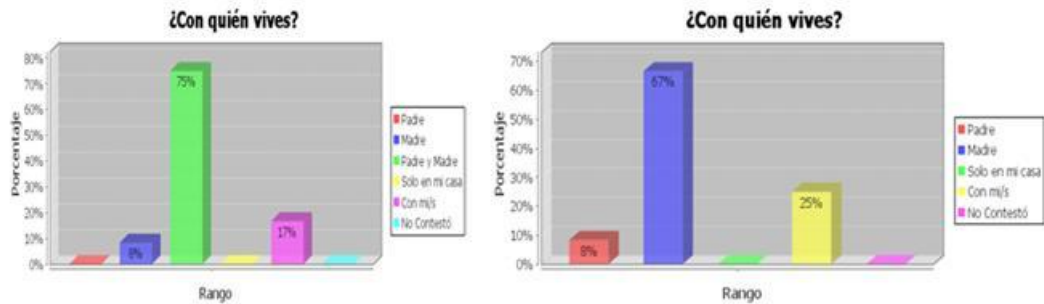 ¿Con quién vives?
80%
70%
60%
50%
40%
30%
20%
10%
0%
Porcentaje
8%
75%
17%
Rango
Padre
Madre
Padre y Madre
Solo en mi casa
Con mi/s
No Contestó
¿Con quién vives?
70%
60%
50%
40%
30%
20%
10%
0%
Porcentaje
8%
67%
25%
Rango
Padre
Madre
Solo en mi casa
Con mi/s
No Contestó